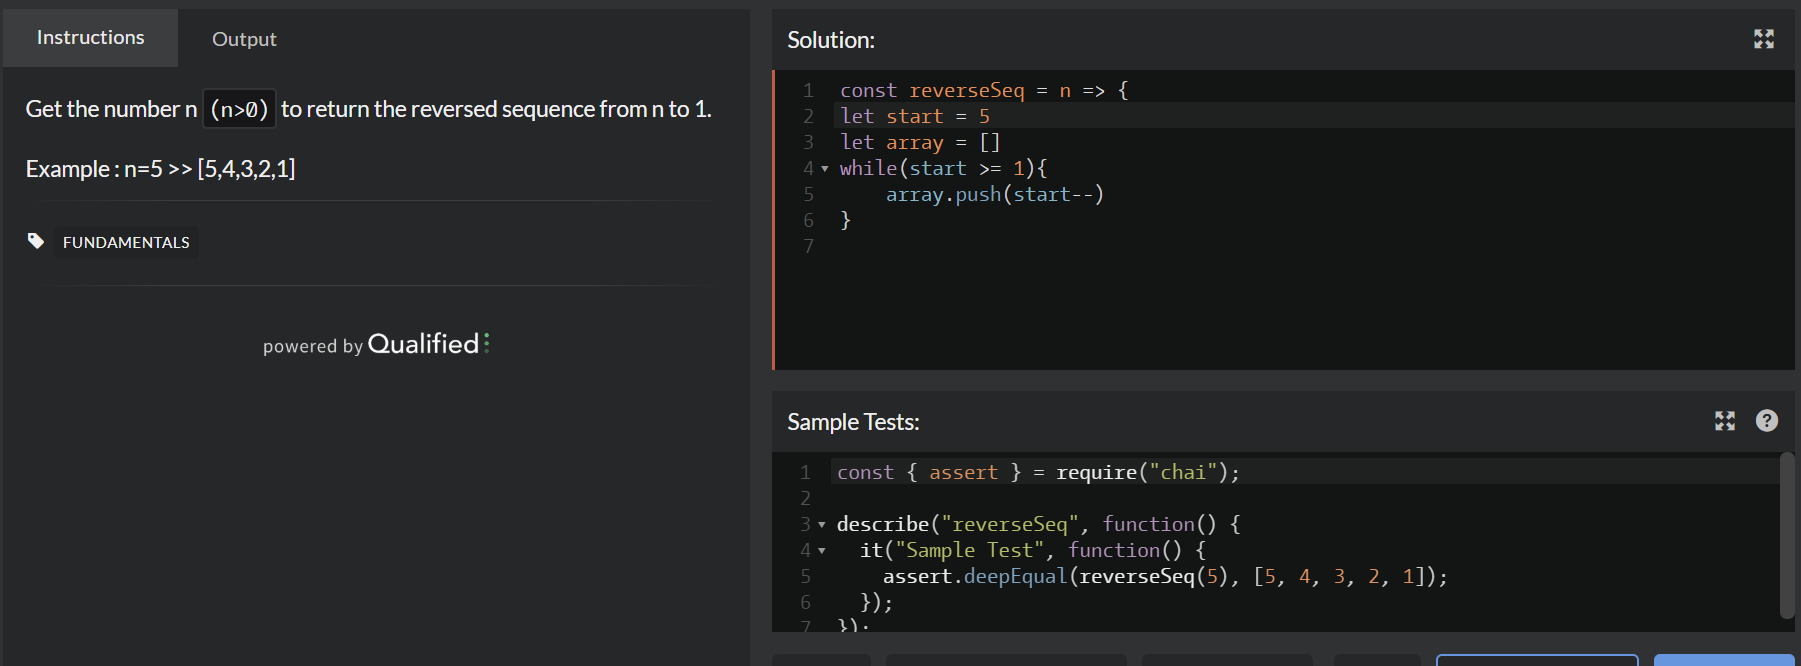 Instructions
Output
Get the number n (n>0) to return the reversed sequence from n to 1.
Example : n=5 >> [5,4,3,2,1]
FUNDAMENTALS
powered by Qualified
Solution:
1 const reverseSeq = n => {
2 let start = 5
3 let array = []
4 while(start >= 1){
5     array.push(start--)
6 }
7
Sample Tests:
?
1 const { assert } = require("chai");
2
3 describe("reverseSeq", function() {
4   it("Sample Test", function() {
5     assert.deepEqual(reverseSeq(5), [5, 4, 3, 2, 1]);
6   });
7 });